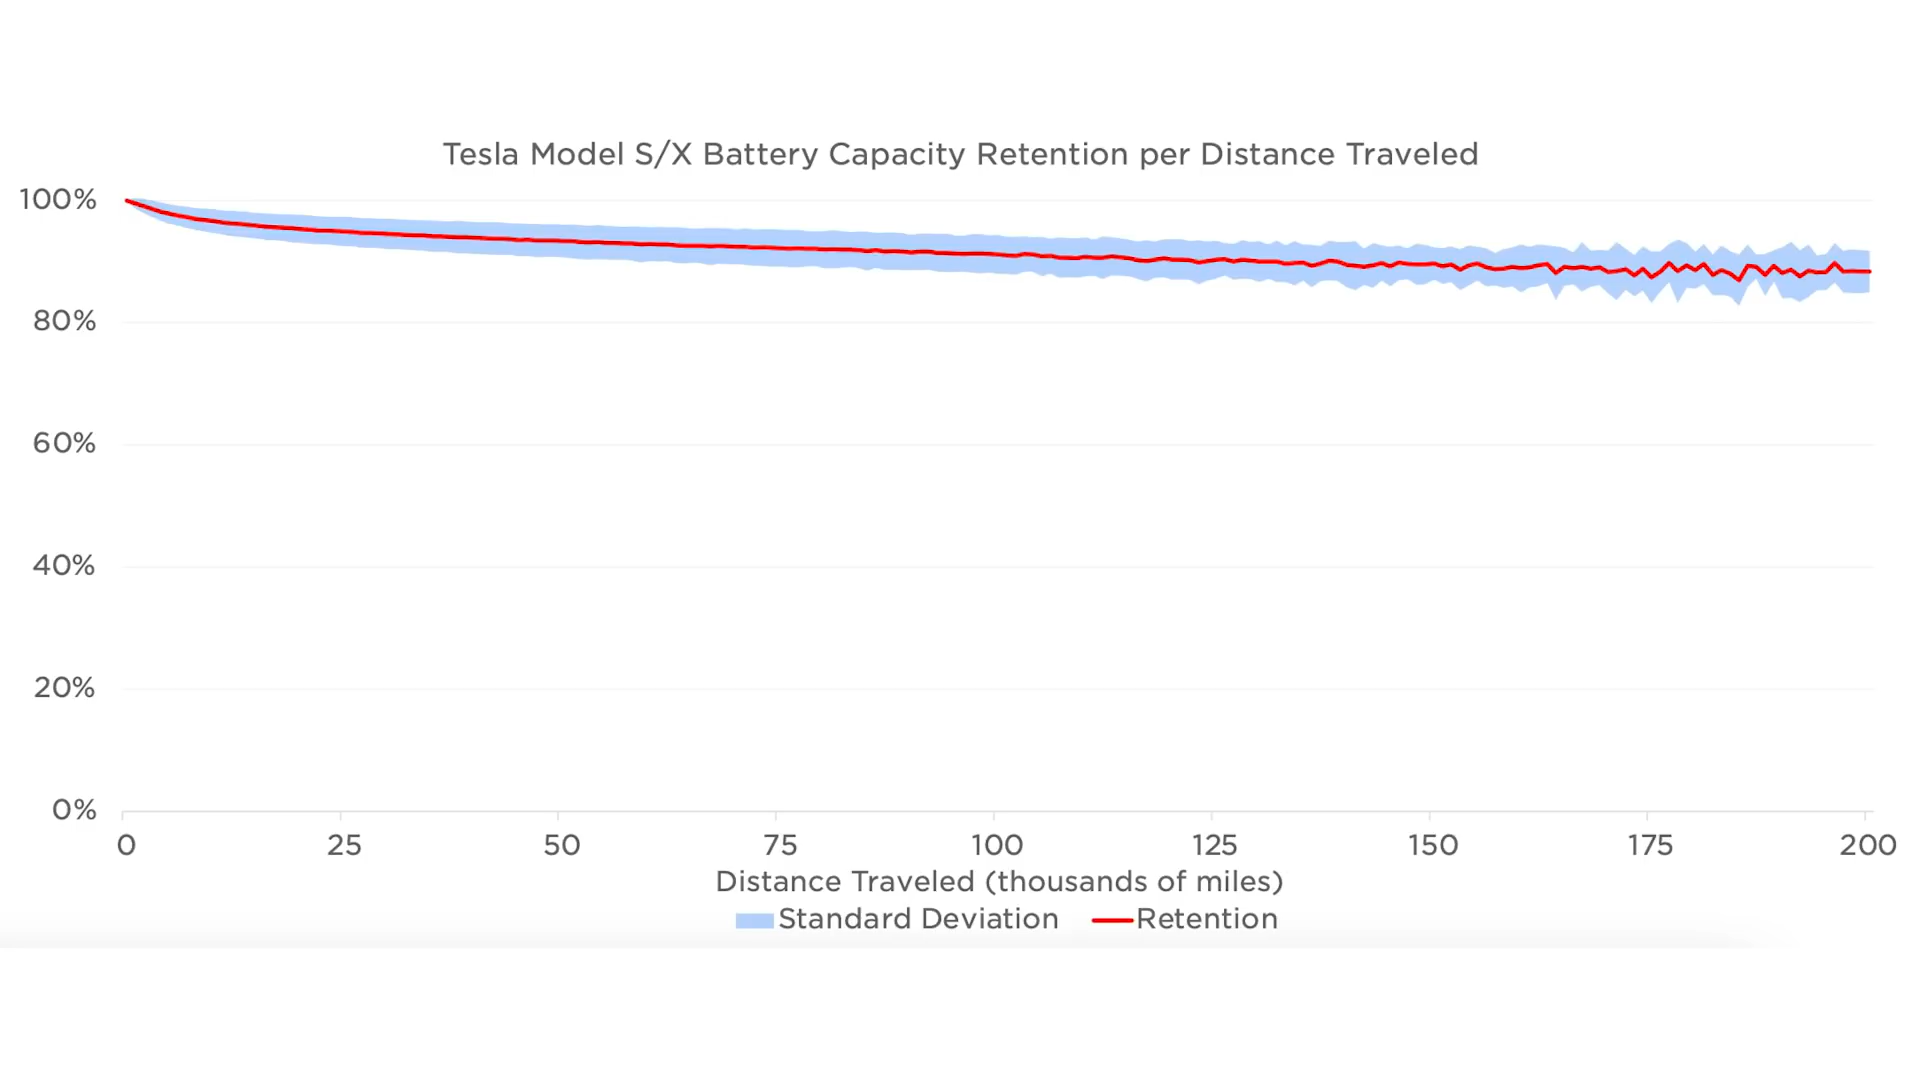 Tesla Model S/X Battery Capacity Retention per Distance Traveled
100%
80%
60%
40%
20%
0%
0 25 50 75 100 125 150 175 200
Distance Traveled (thousands of miles)
Standard Deviation Retention